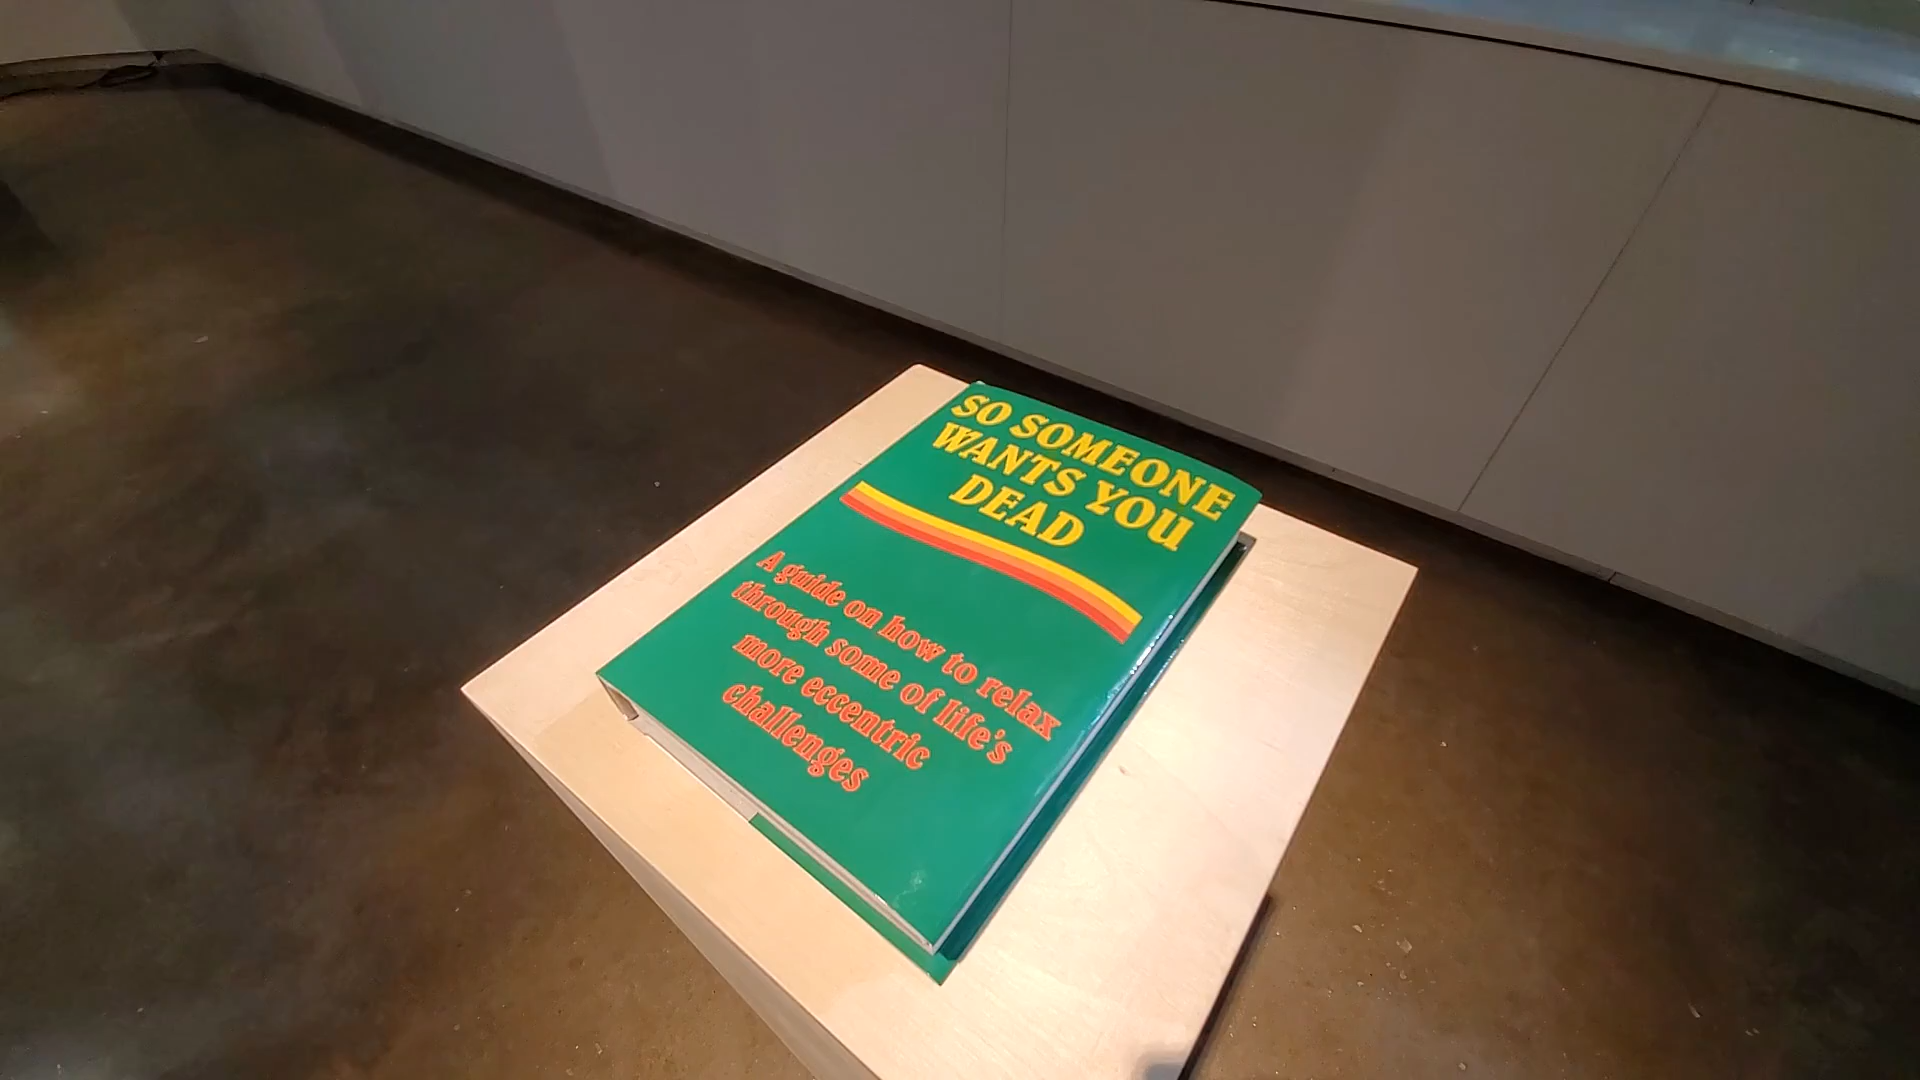 SO SOMEONE
WANTS YOU
DEAD
A guide on how to relax
through some of life's
more eccentric
challenges